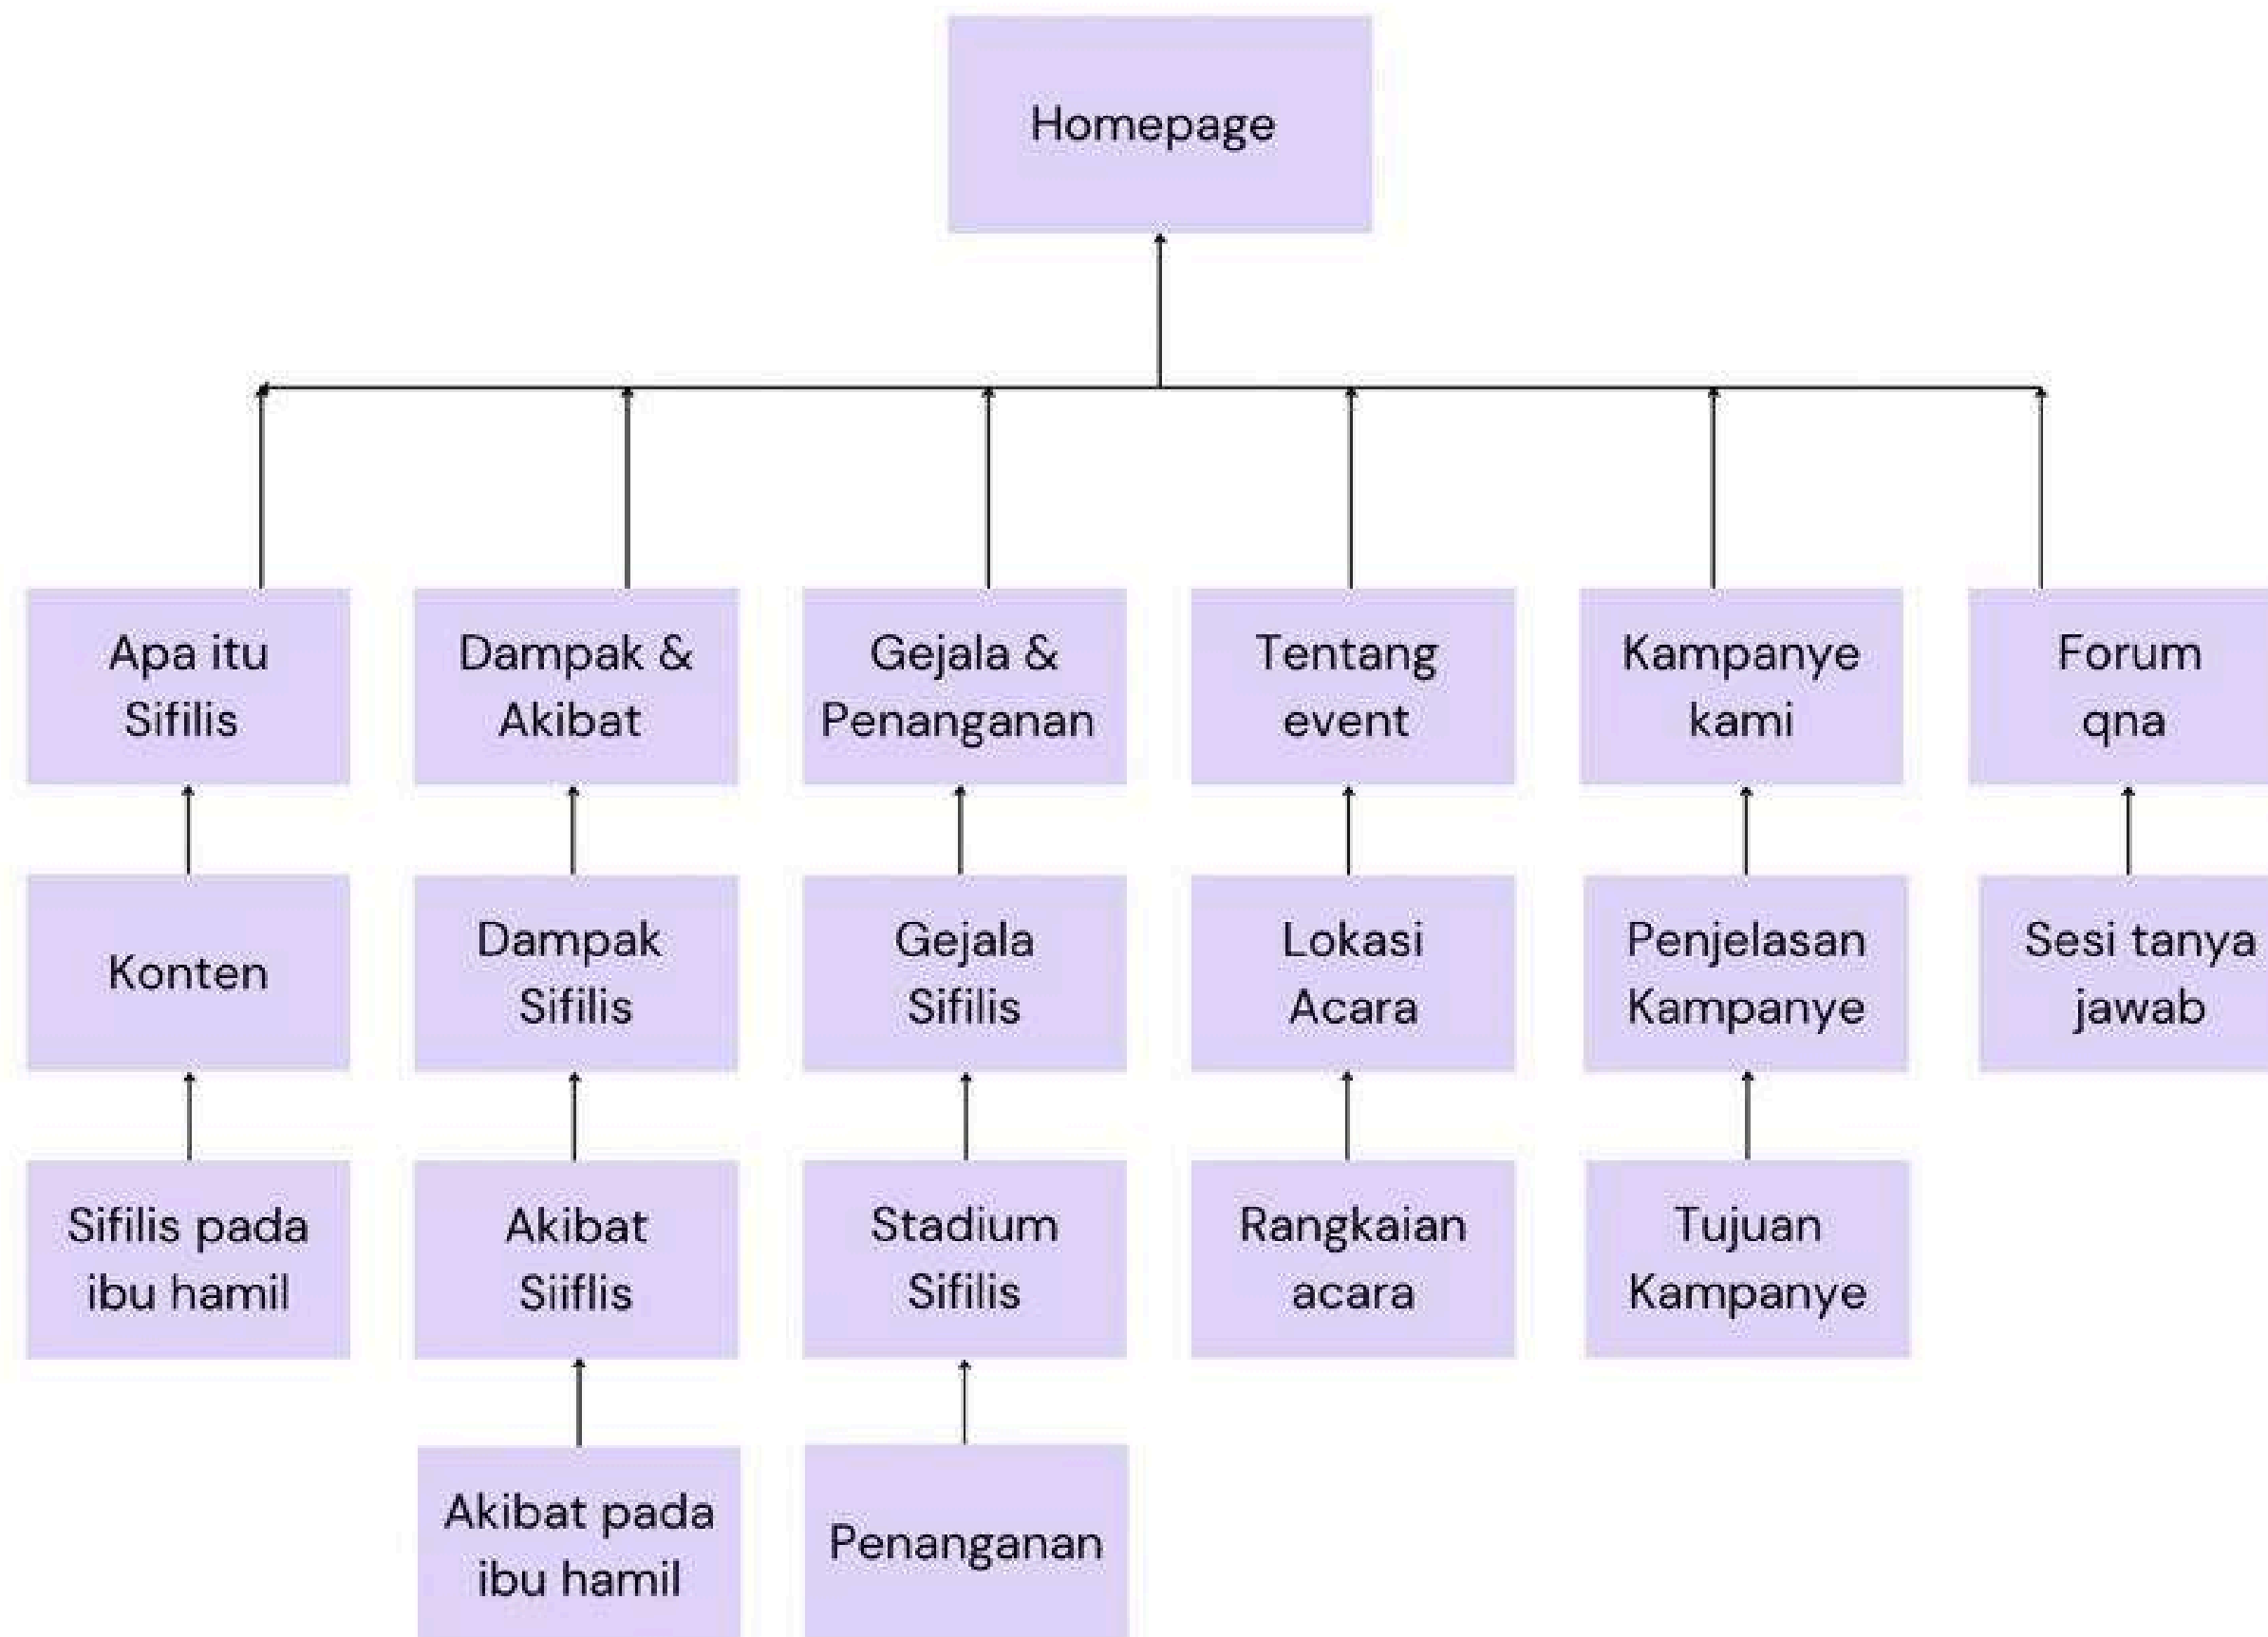 Homepage
Apa itu
Sifilis
Dampak &
Akibat
Gejala &
Penanganan
Tentang
event
Kampanye
kami
Forum
qna
Konten
Dampak
Sifilis
Gejala
Sifilis
Lokasi
Acara
Penjelasan
Kampanye
Sesi tanya
jawab
Sifilis pada
ibu hamil
Akibat
Siiflis
Stadium
Sifilis
Rangkaian
acara
Tujuan
Kampanye
Akibat pada
ibu hamil
Penanganan